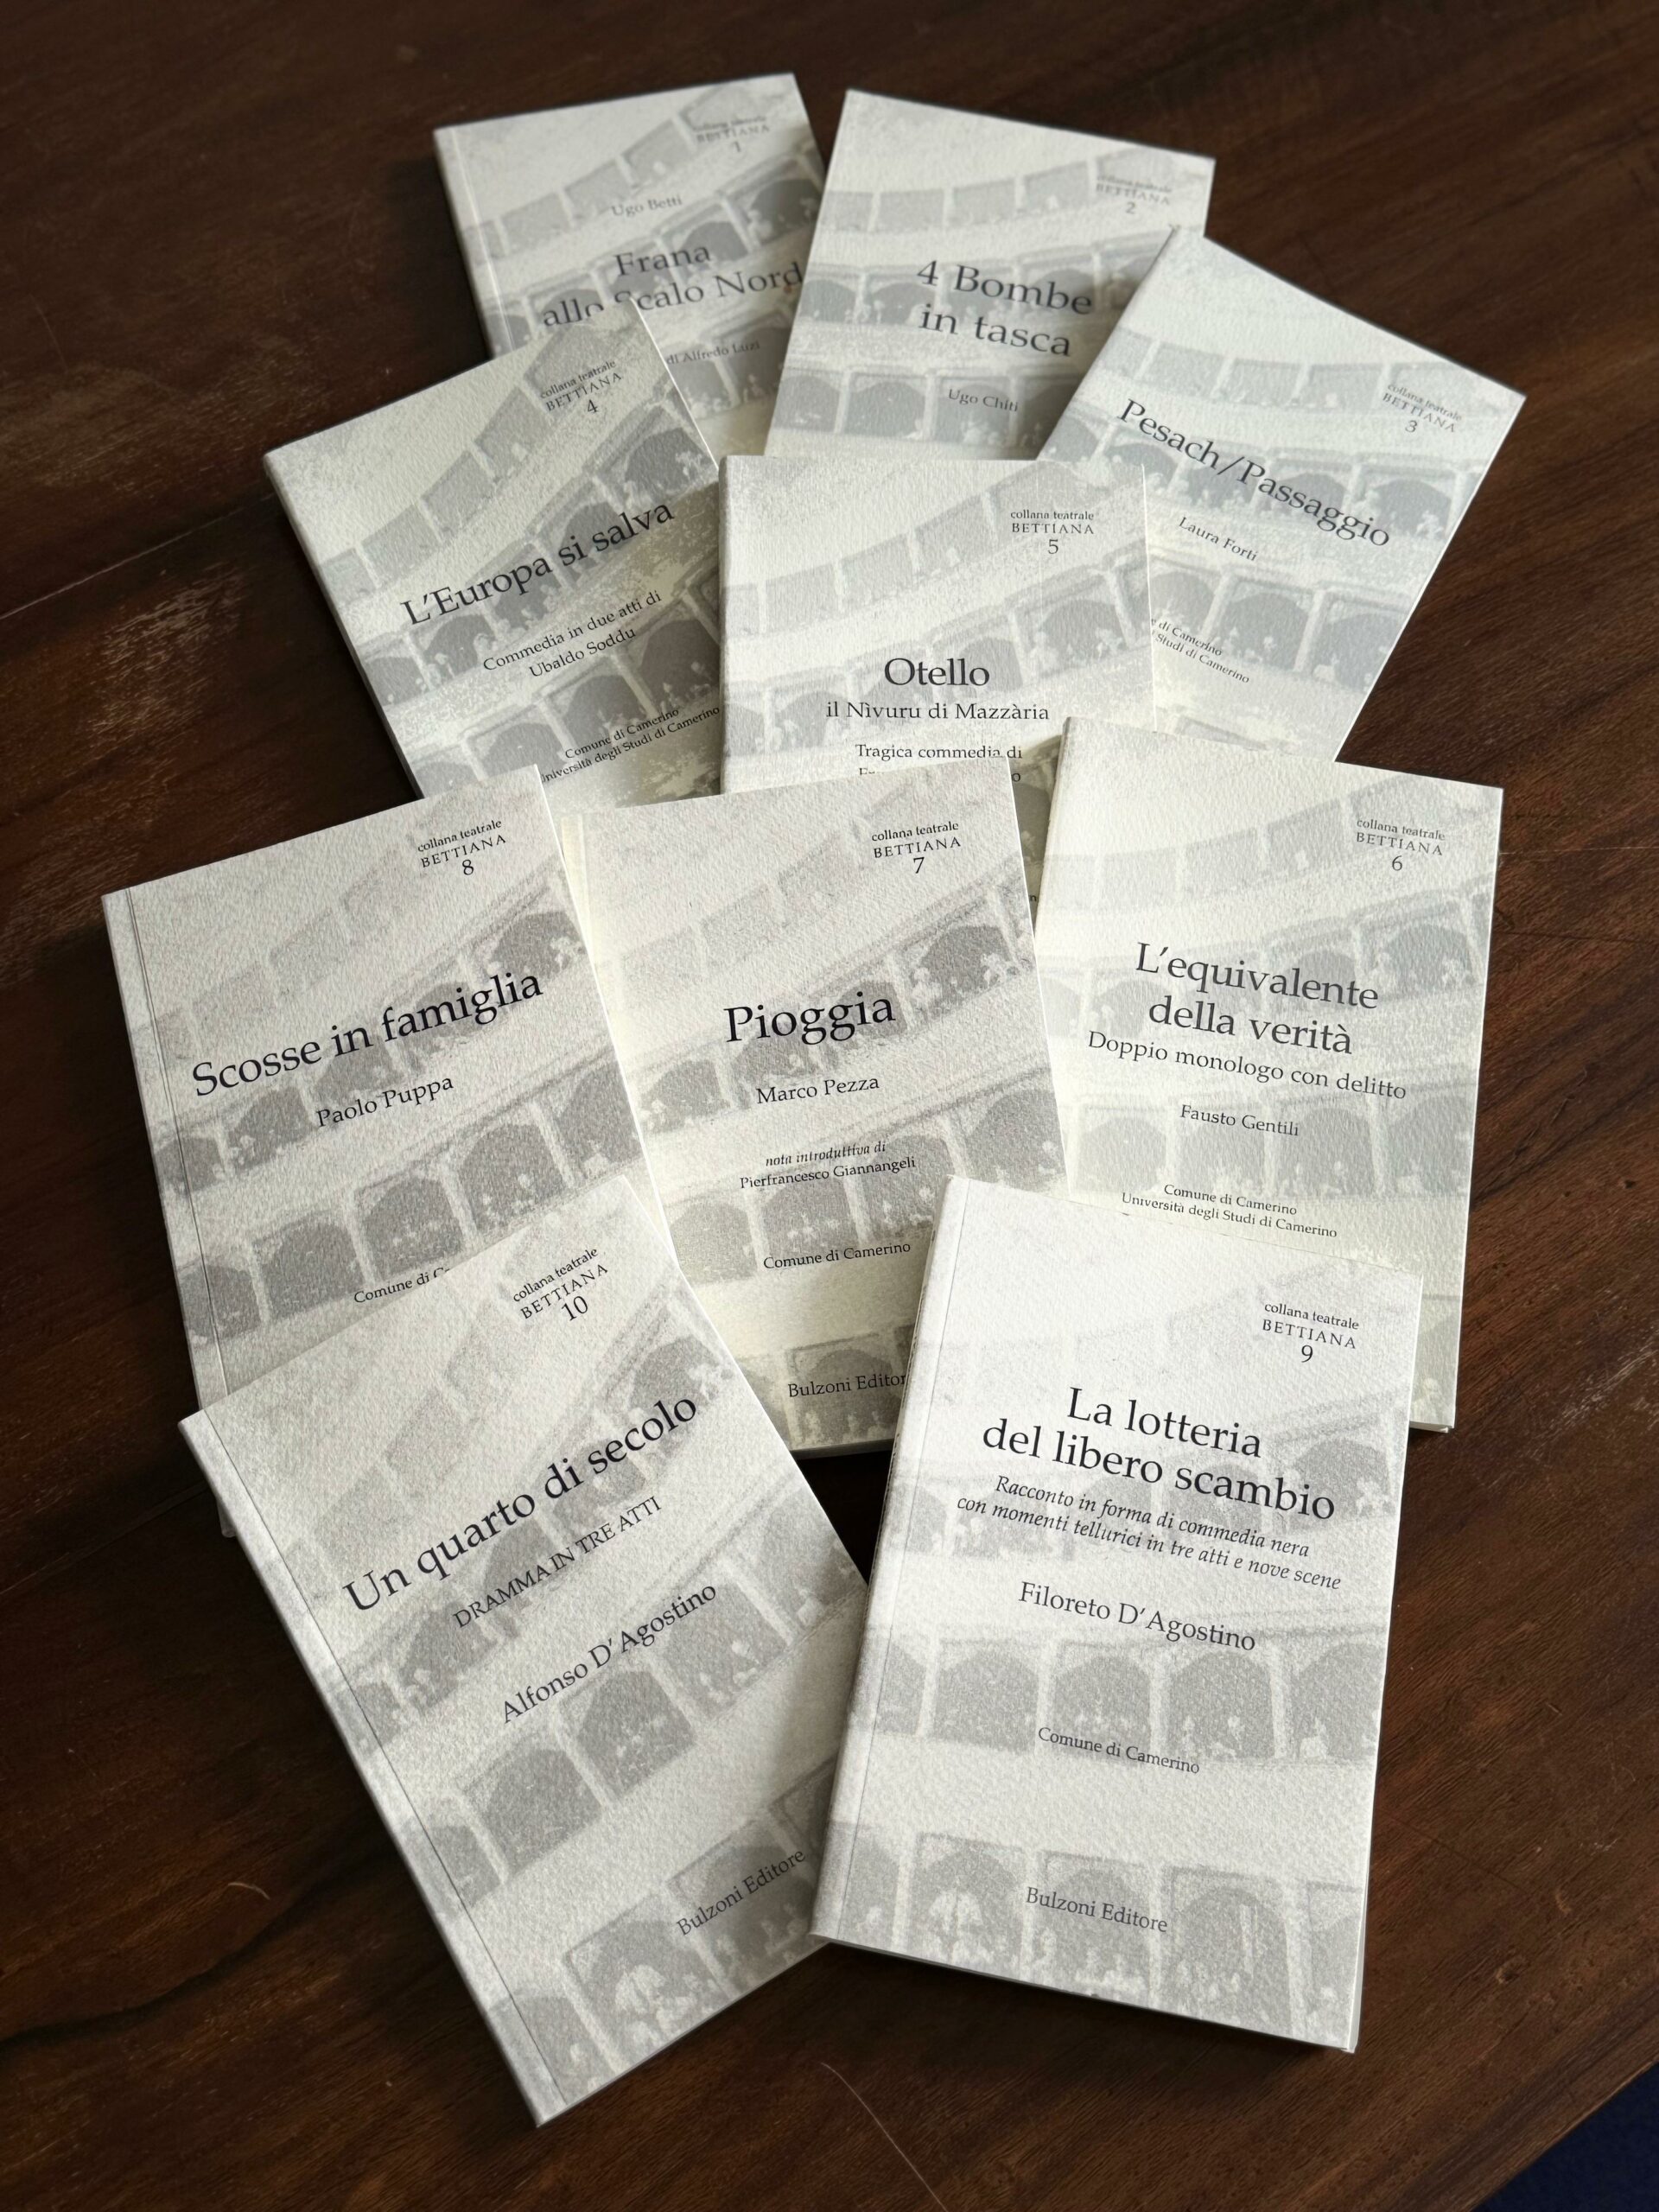 collana teatrale
BETTIANA
1
Ugo Betti
Frana
allo Scalo Nord
di Alfredo Luzi
collana teatrale
BETTIANA
2
4 Bombe
in tasca
Ugo Chiti
collana teatrale
BETTIANA
3
Pesach/Passaggio
Laura Forti
di Camerino
Studi di Camerino
collana teatrale
BETTIANA
4
L'Europa si salva
Commedia in due atti di
Ubaldo Soddu
Comune di Camerino
Università degli Studi di Camerino
collana teatrale
BETTIANA
5
Otello
il Nìvuru di Mazzària
Tragica commedia di
collana teatrale
BETTIANA
8
Scosse in famiglia
Paolo Puppa
Comune di
collana teatrale
BETTIANA
7
Pioggia
Marco Pezza
nota introduttiva di
Pierfrancesco Giannangeli
Comune di Camerino
Bulzoni Editor
collana teatrale
BETTIANA
6
L'equivalente
della verità
Doppio monologo con delitto
Fausto Gentili
Comune di Camerino
Università degli Studi di Camerino
collana teatrale
BETTIANA
10
Un quarto di secolo
DRAMMA IN TRE ATTI
Alfonso D'Agostino
Bulzoni Editore
collana teatrale
BETTIANA
9
La lotteria
del libero scambio
Racconto in forma di commedia nera
con momenti tellurici in tre atti e nove scene
Filoreto D'Agostino
Comune di Camerino
Bulzoni Editore